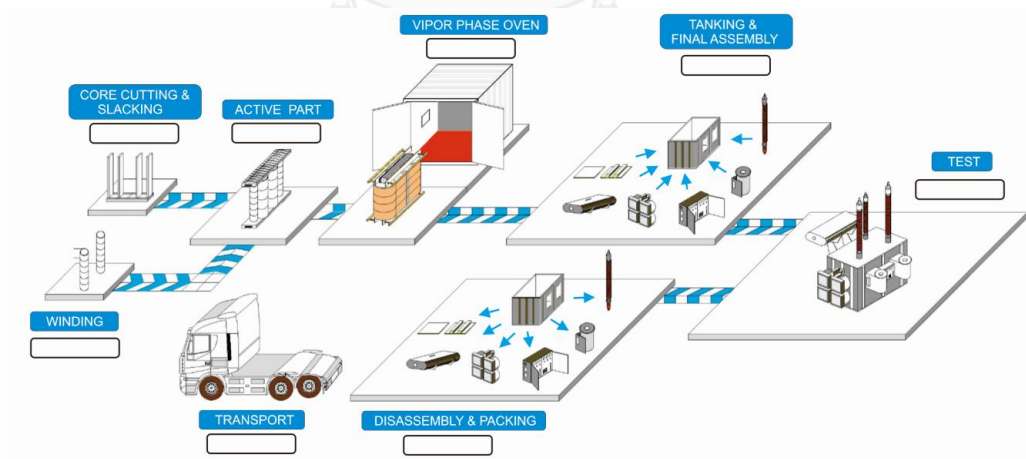 VIPOR PHASE OVEN
TANKING &
FINAL ASSEMBLY
CORE CUTTING &
SLACKING
ACTIVE PART
TEST
WINDING
TRANSPORT
DISASSEMBLY & PACKING